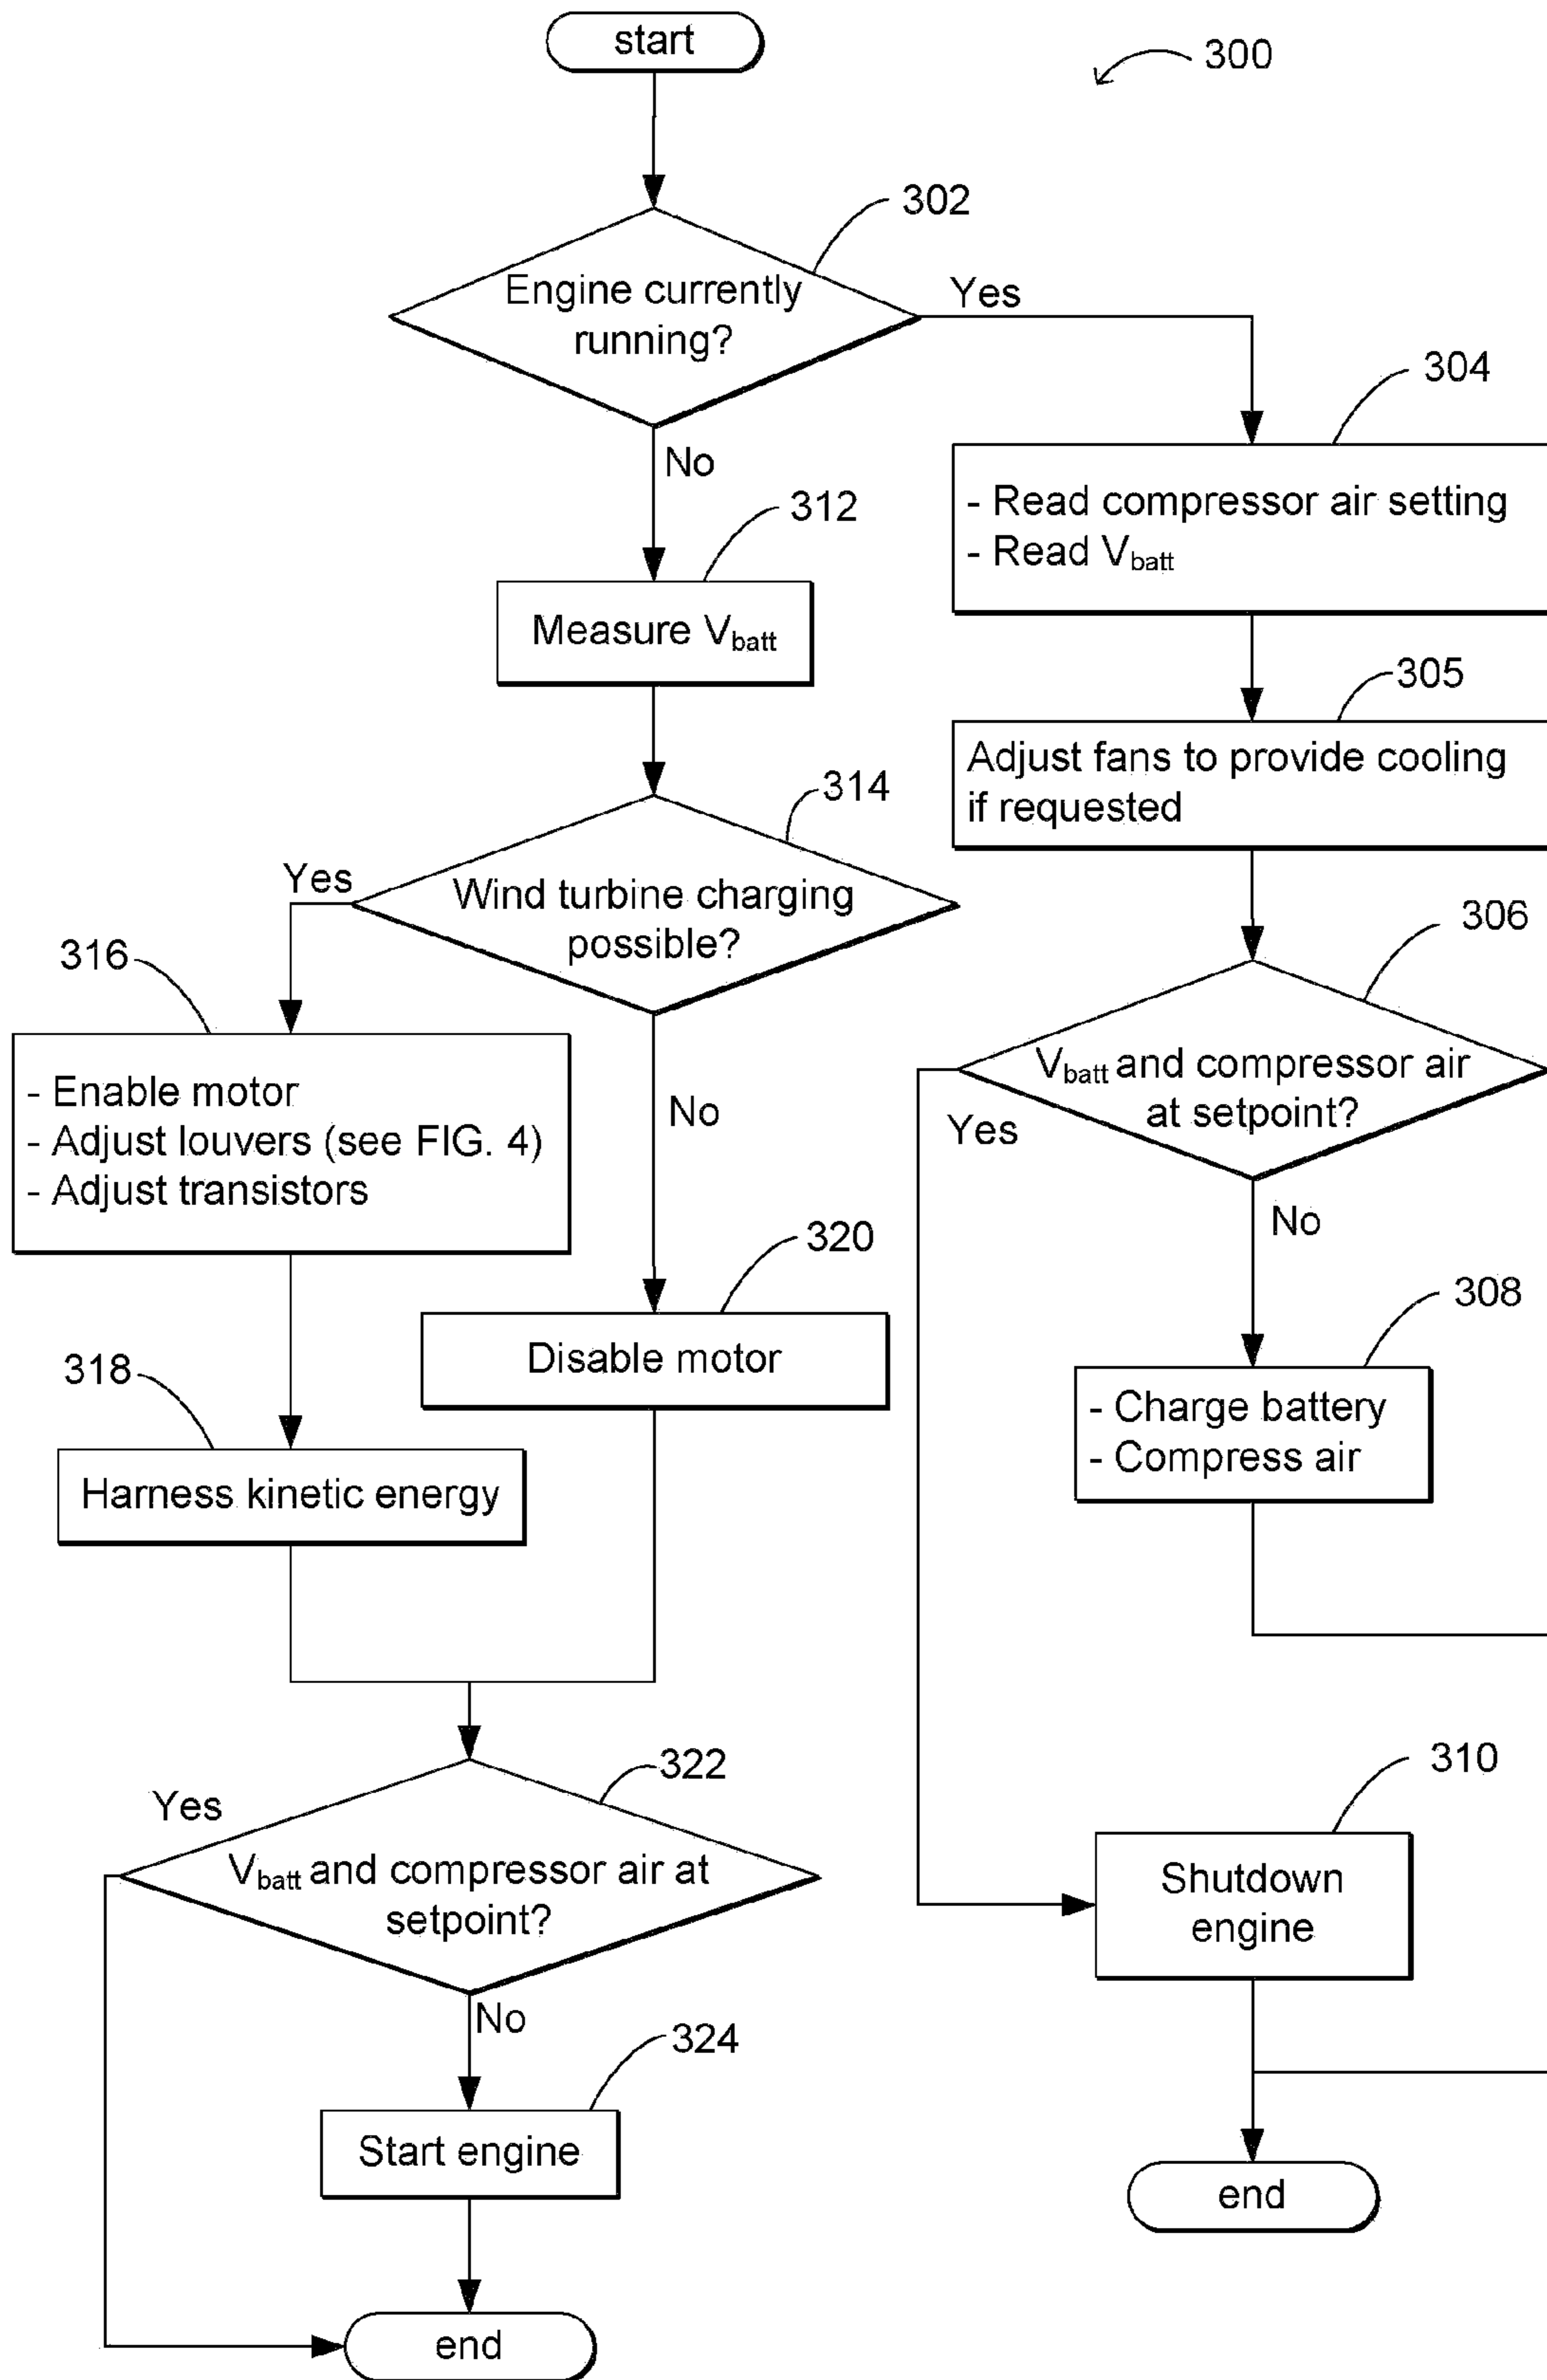 start
300
302
Engine currently
running?
Yes
No
304
- Read compressor air setting
- Read Vbatt
312
Measure Vbatt
305
Adjust fans to provide cooling
if requested
314
Wind turbine charging
possible?
Yes
No
306
Vbatt and compressor air
at setpoint?
Yes
No
316
- Enable motor
- Adjust louvers (see FIG. 4)
- Adjust transistors
320
Disable motor
308
- Charge battery
- Compress air
318
Harness kinetic energy
322
Yes
Vbatt and compressor air at
setpoint?
No
310
Shutdown
engine
324
Start engine
end
end